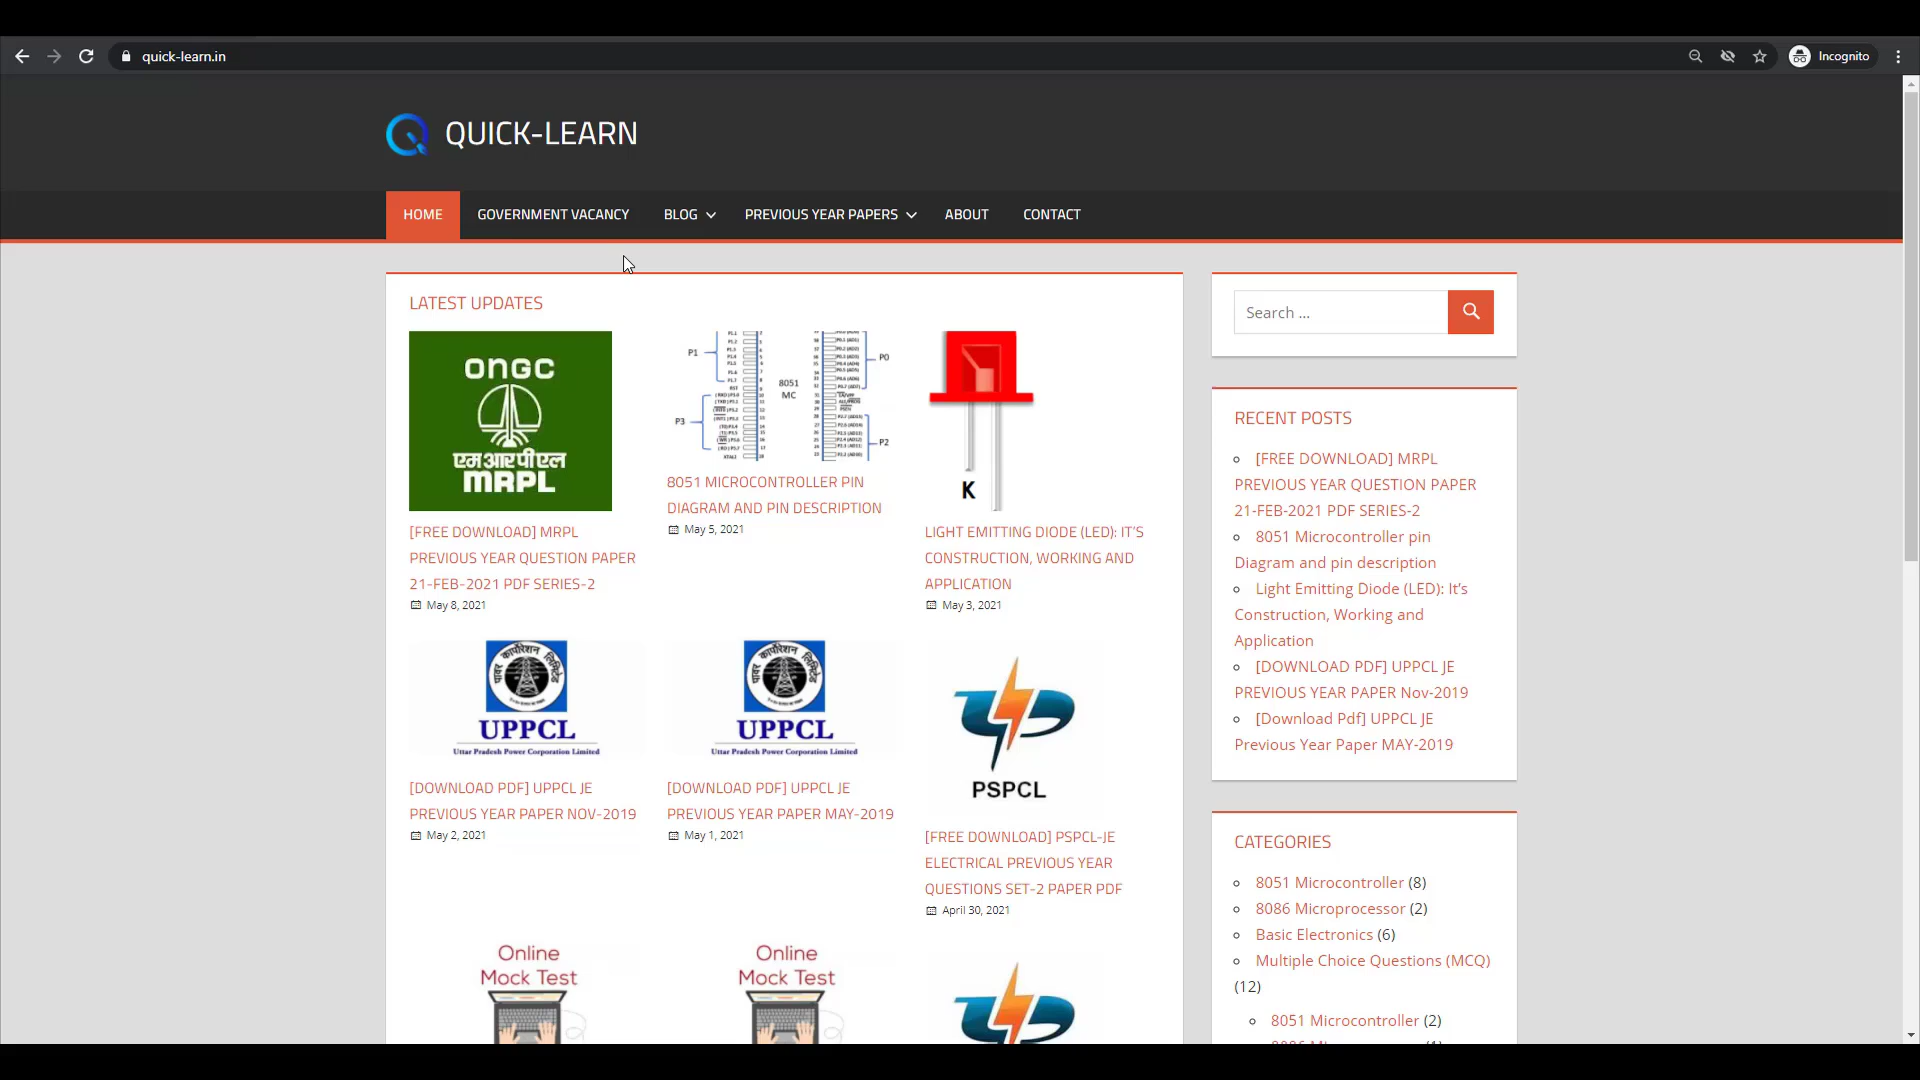 quick-learn.in
Incognito
QUICK-LEARN
HOME GOVERNMENT VACANCY BLOG PREVIOUS YEAR PAPERS ABOUT CONTACT
LATEST UPDATES
ONGC
एमआरपीएल
MRPL
[FREE DOWNLOAD] MRPL
PREVIOUS YEAR QUESTION PAPER
21-FEB-2021 PDF SERIES-2
May 8, 2021
P1
P0
8051
MC
P3
P2
8051 MICROCONTROLLER PIN
DIAGRAM AND PIN DESCRIPTION
May 5, 2021
K
LIGHT EMITTING DIODE (LED): IT'S
CONSTRUCTION, WORKING AND
APPLICATION
May 3, 2021
पावर कार्पोरेशन लिमिटेड
UPPCL
Uttar Pradesh Power Corporation Limited
[DOWNLOAD PDF] UPPCL JE
PREVIOUS YEAR PAPER NOV-2019
May 2, 2021
पावर कार्पोरेशन लिमिटेड
UPPCL
Uttar Pradesh Power Corporation Limited
[DOWNLOAD PDF] UPPCL JE
PREVIOUS YEAR PAPER MAY-2019
May 1, 2021
PSPCL
[FREE DOWNLOAD] PSPCL-JE
ELECTRICAL PREVIOUS YEAR
QUESTIONS SET-2 PAPER PDF
April 30, 2021
Online
Mock Test
Online
Mock Test
Search ...
RECENT POSTS
[FREE DOWNLOAD] MRPL
PREVIOUS YEAR QUESTION PAPER
21-FEB-2021 PDF SERIES-2
8051 Microcontroller pin
Diagram and pin description
Light Emitting Diode (LED): It's
Construction, Working and
Application
[DOWNLOAD PDF] UPPCL JE
PREVIOUS YEAR PAPER Nov-2019
[Download Pdf] UPPCL JE
Previous Year Paper MAY-2019
CATEGORIES
8051 Microcontroller (8)
8086 Microprocessor (2)
Basic Electronics (6)
Multiple Choice Questions (MCQ)
(12)
8051 Microcontroller (2)